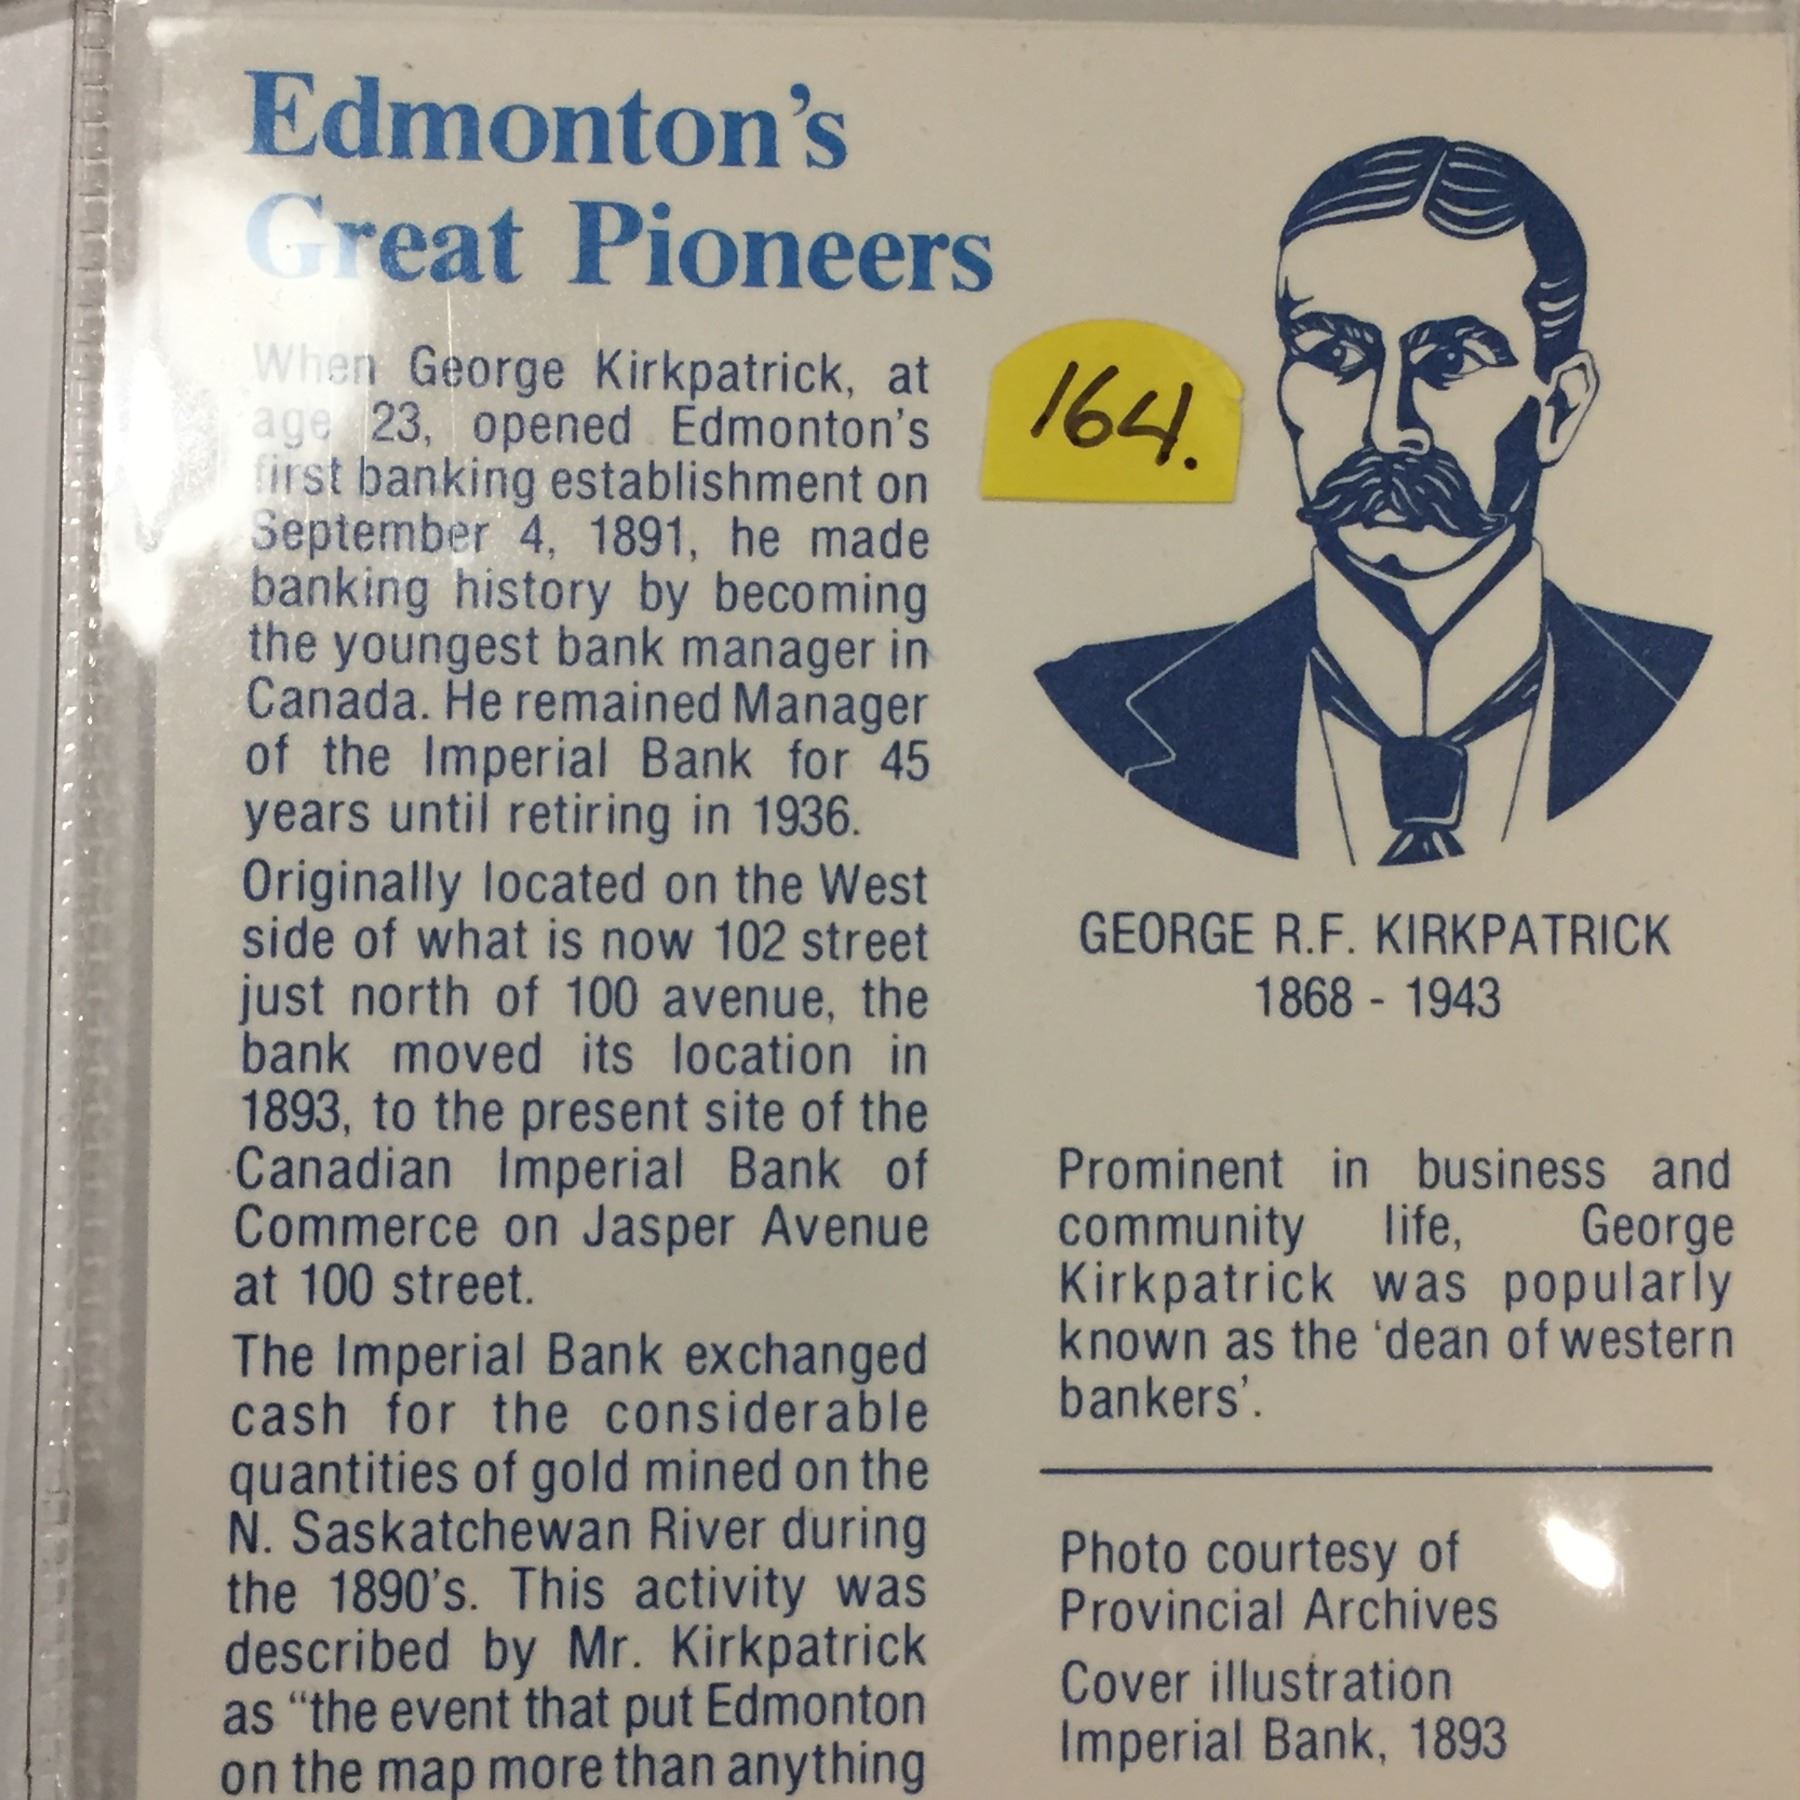 Edmonton's
Great Pioneers
When George Kirkpatrick, at
age 23, opened Edmonton's
first banking establishment on
September 4, 1891, he made
banking history by becoming
the youngest bank manager in
Canada. He remained Manager
of the Imperial Bank for 45
years until retiring in 1936.
Originally located on the West
side of what is now 102 street
just north of 100 avenue, the
bank moved its location in
1893, to the present site of the
Canadian Imperial Bank of
Commerce on Jasper Avenue
at 100 street.
The Imperial Bank exchanged
cash for the considerable
quantities of gold mined on the
N. Saskatchewan River during
the 1890's. This activity was
described by Mr. Kirkpatrick
as “the event that put Edmonton
on the map more than anything
164.
GEORGE R.F. KIRKPATRICK
1868 - 1943
Prominent in business and
community life, George
Kirkpatrick was popularly
known as the ‘dean of western
bankers’.
Photo courtesy of
Provincial Archives
Cover illustration
Imperial Bank, 1893